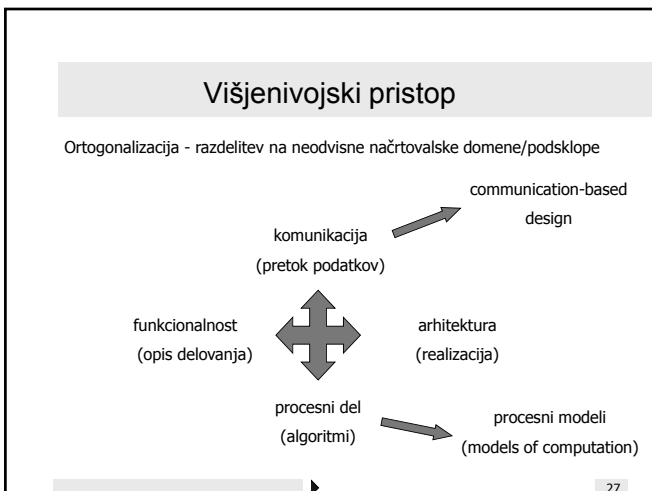 Višjenivojski pristop
Ortogonalizacija - razdelitev na neodvisne načrtovalske domene/podsklope
communication-based
design
komunikacija
(pretok podatkov)
funkcionalnost
(opis delovanja)
arhitektura
(realizacija)
procesni del
(algoritmi)
procesni modeli
(models of computation)
27